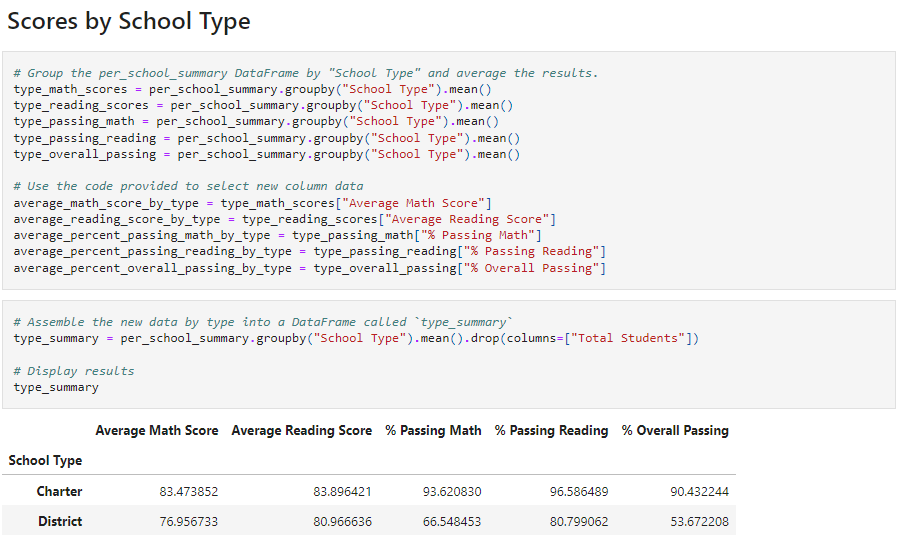 Scores by School Type
# Group the per_school_summary DataFrame by "School Type" and average the results.
type_math_scores = per_school_summary.groupby("School Type").mean()
type_reading_scores = per_school_summary.groupby("School Type").mean()
type_passing_math = per_school_summary.groupby("School Type").mean()
type_passing_reading = per_school_summary.groupby("School Type").mean()
type_overall_passing = per_school_summary.groupby("School Type").mean()
# Use the code provided to select new column data
average_math_score_by_type = type_math_scores["Average Math Score"]
average_reading_score_by_type = type_reading_scores["Average Reading Score"]
average_percent_passing_math_by_type = type_passing_math["% Passing Math"]
average_percent_passing_reading_by_type = type_passing_reading["% Passing Reading"]
average_percent_overall_passing_by_type = type_overall_passing["% Overall Passing"]
# Assemble the new data by type into a DataFrame called `type_summary`
type_summary = per_school_summary.groupby("School Type").mean().drop(columns=["Total Students"])
# Display results
type_summary
Average Math Score Average Reading Score % Passing Math % Passing Reading % Overall Passing
School Type
Charter 83.473852 83.896421 93.620830 96.586489 90.432244
District 76.956733 80.966636 66.548453 80.799062 53.672208